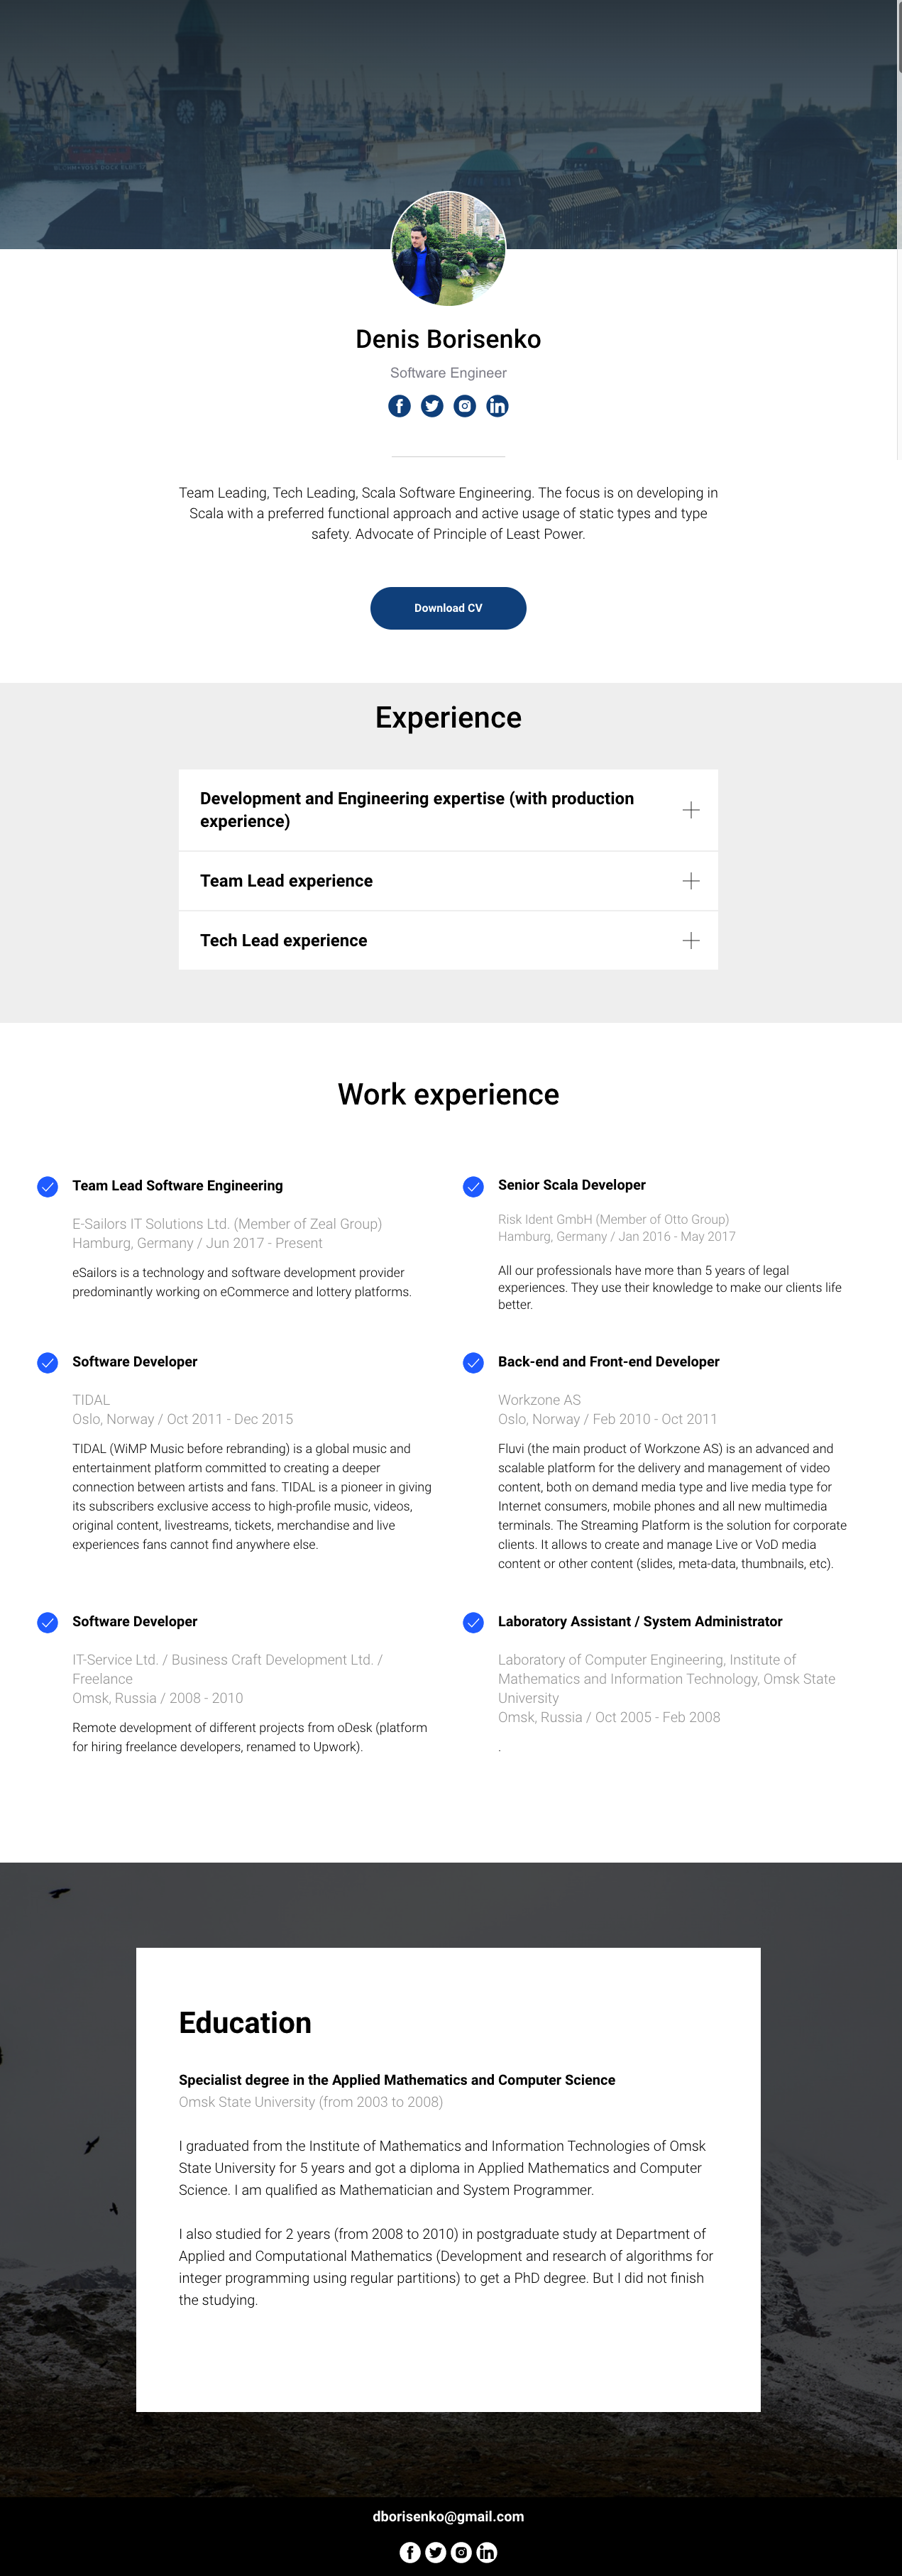 Denis Borisenko
Software Engineer
Team Leading, Tech Leading, Scala Software Engineering. The focus is on developing in
Scala with a preferred functional approach and active usage of static types and type
safety. Advocate of Principle of Least Power.
Download CV
Experience
Development and Engineering expertise (with production
experience)
Team Lead experience
Tech Lead experience
Work experience
Team Lead Software Engineering
E-Sailors IT Solutions Ltd. (Member of Zeal Group)
Hamburg, Germany / Jun 2017 - Present
eSailors is a technology and software development provider
predominantly working on eCommerce and lottery platforms.
Senior Scala Developer
Risk Ident GmbH (Member of Otto Group)
Hamburg, Germany / Jan 2016 - May 2017
All our professionals have more than 5 years of legal
experiences. They use their knowledge to make our clients life
better.
Software Developer
TIDAL
Oslo, Norway / Oct 2011 - Dec 2015
TIDAL (WiMP Music before rebranding) is a global music and
entertainment platform committed to creating a deeper
connection between artists and fans. TIDAL is a pioneer in giving
its subscribers exclusive access to high-profile music, videos,
original content, livestreams, tickets, merchandise and live
experiences fans cannot find anywhere else.
Back-end and Front-end Developer
Workzone AS
Oslo, Norway / Feb 2010 - Oct 2011
Fluvi (the main product of Workzone AS) is an advanced and
scalable platform for the delivery and management of video
content, both on demand media type and live media type for
Internet consumers, mobile phones and all new multimedia
terminals. The Streaming Platform is the solution for corporate
clients. It allows to create and manage Live or VoD media
content or other content (slides, meta-data, thumbnails, etc).
Software Developer
IT-Service Ltd. / Business Craft Development Ltd. /
Freelance
Omsk, Russia / 2008 - 2010
Remote development of different projects from oDesk (platform
for hiring freelance developers, renamed to Upwork).
Laboratory Assistant / System Administrator
Laboratory of Computer Engineering, Institute of
Mathematics and Information Technology, Omsk State
University
Omsk, Russia / Oct 2005 - Feb 2008
.
Education
Specialist degree in the Applied Mathematics and Computer Science
Omsk State University (from 2003 to 2008)
I graduated from the Institute of Mathematics and Information Technologies of Omsk
State University for 5 years and got a diploma in Applied Mathematics and Computer
Science. I am qualified as Mathematician and System Programmer.
I also studied for 2 years (from 2008 to 2010) in postgraduate study at Department of
Applied and Computational Mathematics (Development and research of algorithms for
integer programming using regular partitions) to get a PhD degree. But I did not finish
the studying.
dborisenko@gmail.com